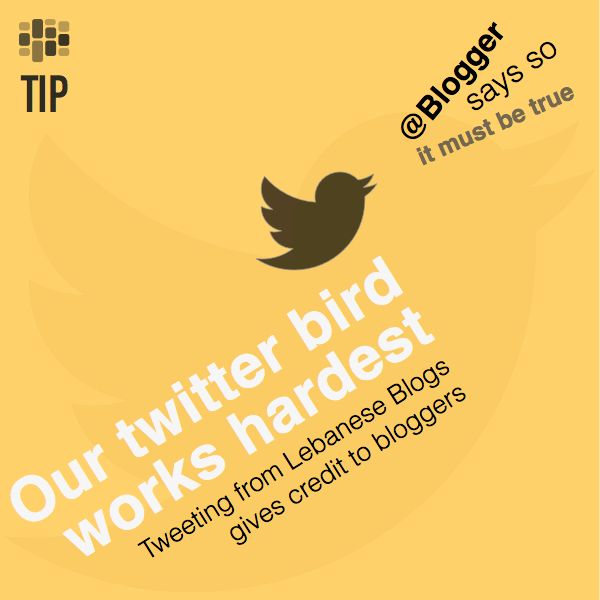 TIP
@Blogger
says so
it must be true
Our twitter bird
works hardest
Tweeting from Lebanese Blogs
gives credit to bloggers